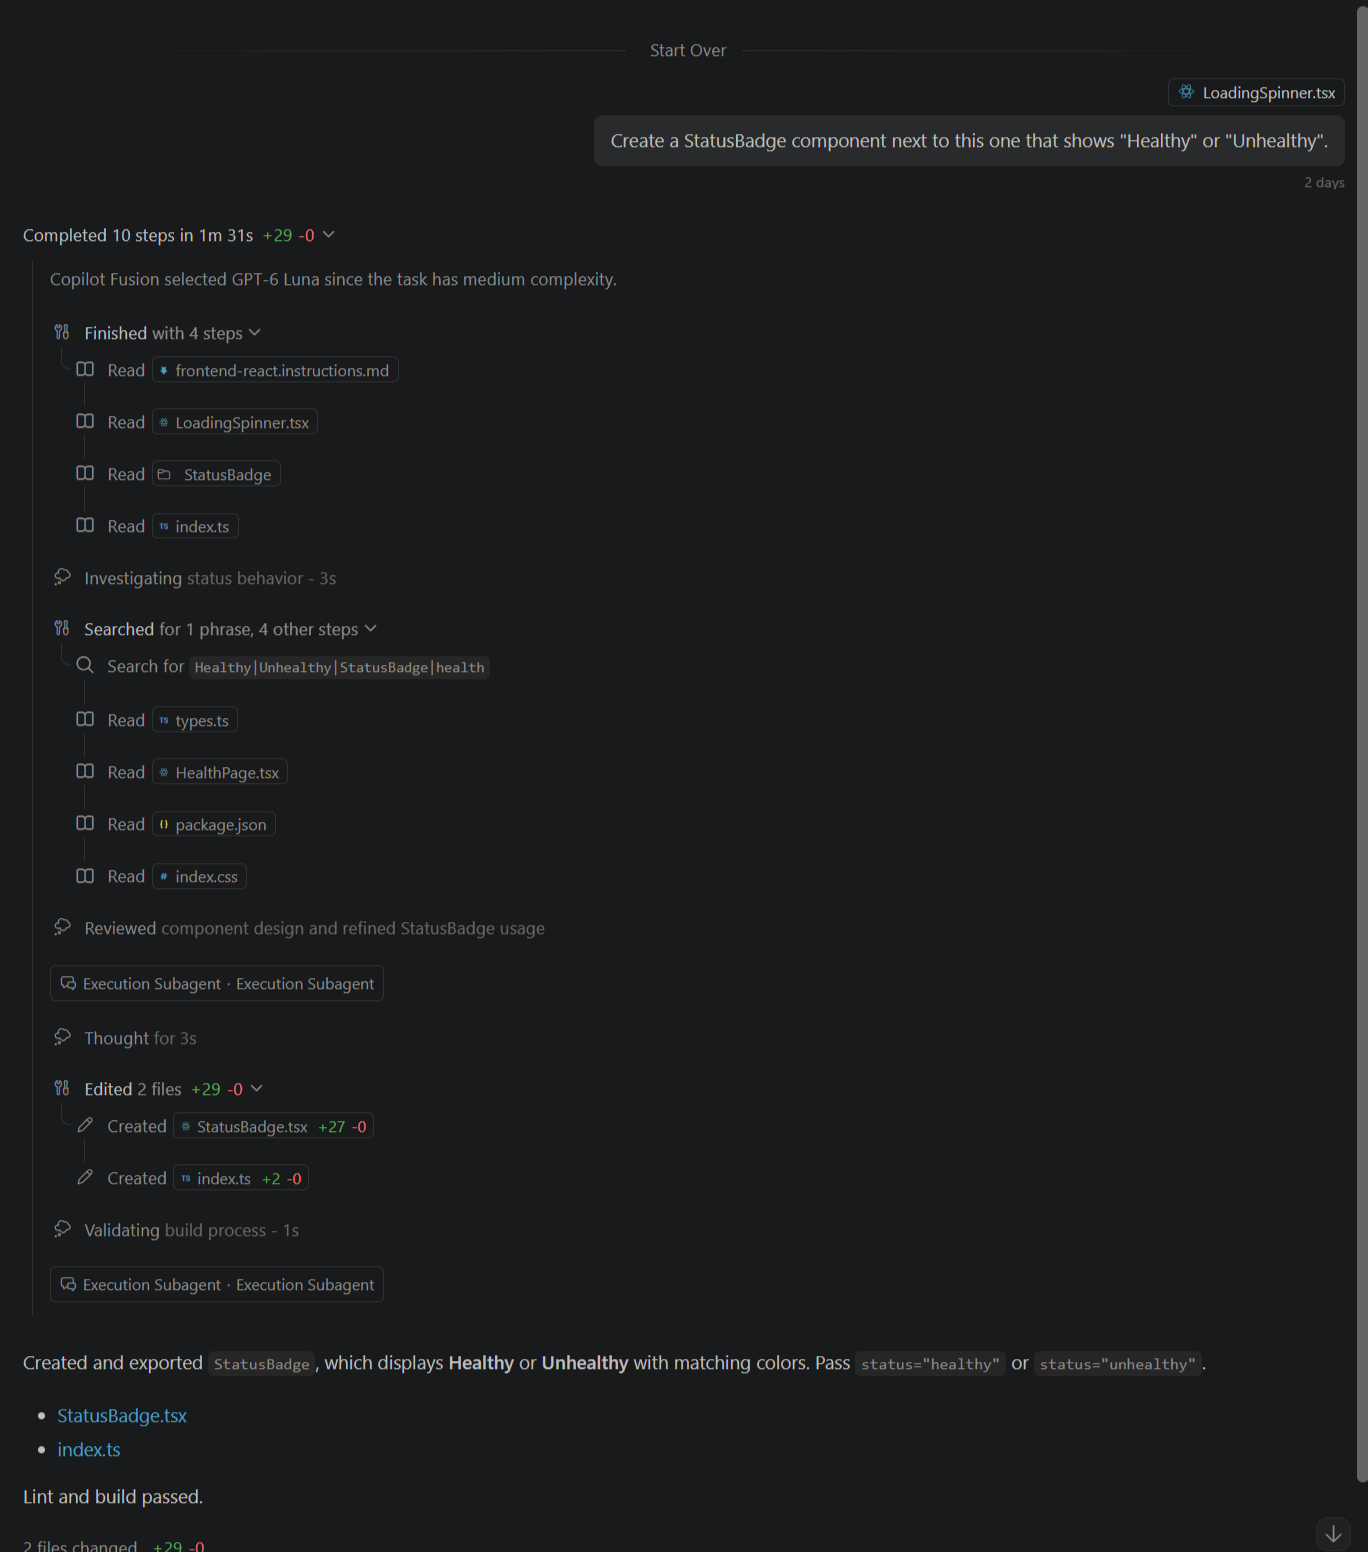 Start Over
LoadingSpinner.tsx
Create a StatusBadge component next to this one that shows "Healthy" or "Unhealthy".
2 days
Completed 10 steps in 1m 31s +29 -0
Copilot Fusion selected GPT-6 Luna since the task has medium complexity.
Finished with 4 steps
Read frontend-react.instructions.md
Read LoadingSpinner.tsx
Read StatusBadge
Read TS index.ts
Investigating status behavior - 3s
Searched for 1 phrase, 4 other steps
Search for Healthy|Unhealthy|StatusBadge|health
Read TS types.ts
Read HealthPage.tsx
Read {} package.json
Read # index.css
Reviewed component design and refined StatusBadge usage
Execution Subagent · Execution Subagent
Thought for 3s
Edited 2 files +29 -0
Created StatusBadge.tsx +27 -0
Created TS index.ts +2 -0
Validating build process - 1s
Execution Subagent · Execution Subagent
Created and exported StatusBadge, which displays Healthy or Unhealthy with matching colors. Pass status="healthy" or status="unhealthy".
• StatusBadge.tsx
• index.ts
Lint and build passed.
2 files changed +29 -0